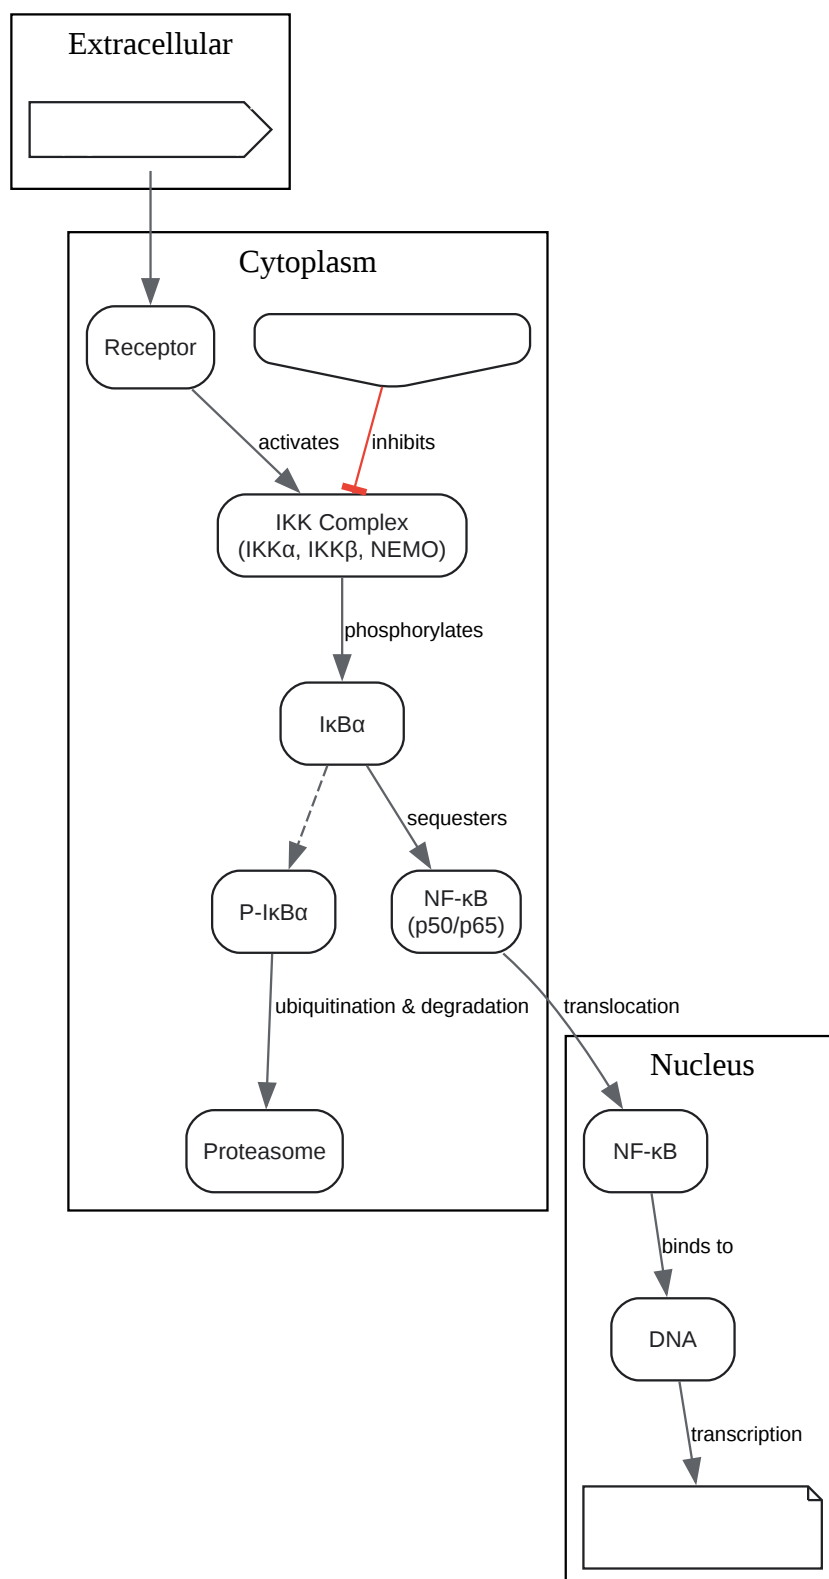 Extracellular
Cytoplasm
Receptor
activates
inhibits
IKK Complex
(IKKα, IKKβ, NEMO)
phosphorylates
IκBα
sequesters
P-IκBα
NF-κB
(p50/p65)
ubiquitination & degradation
translocation
Nucleus
Proteasome
NF-κB
binds to
DNA
transcription